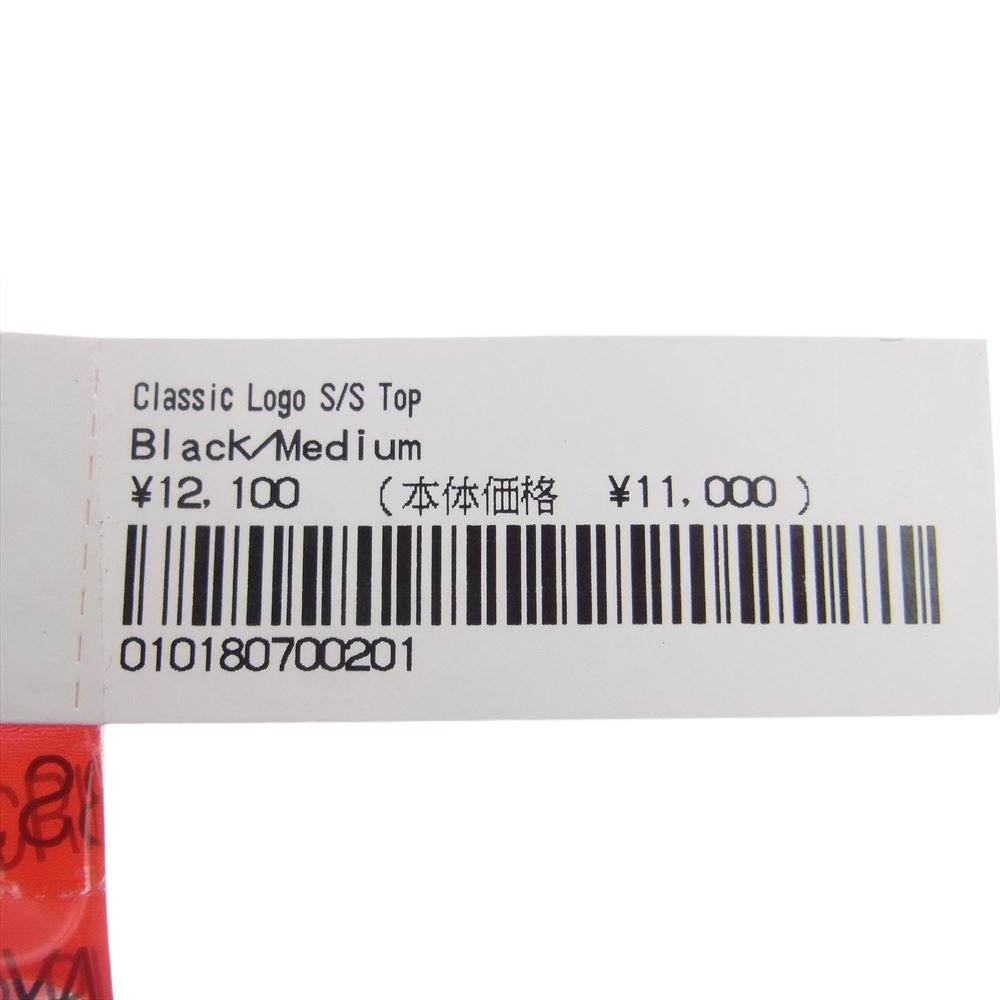 Classic Logo S/S Top
Black/Medium
¥12,100 (本体価格 ¥11,000)
010180700201